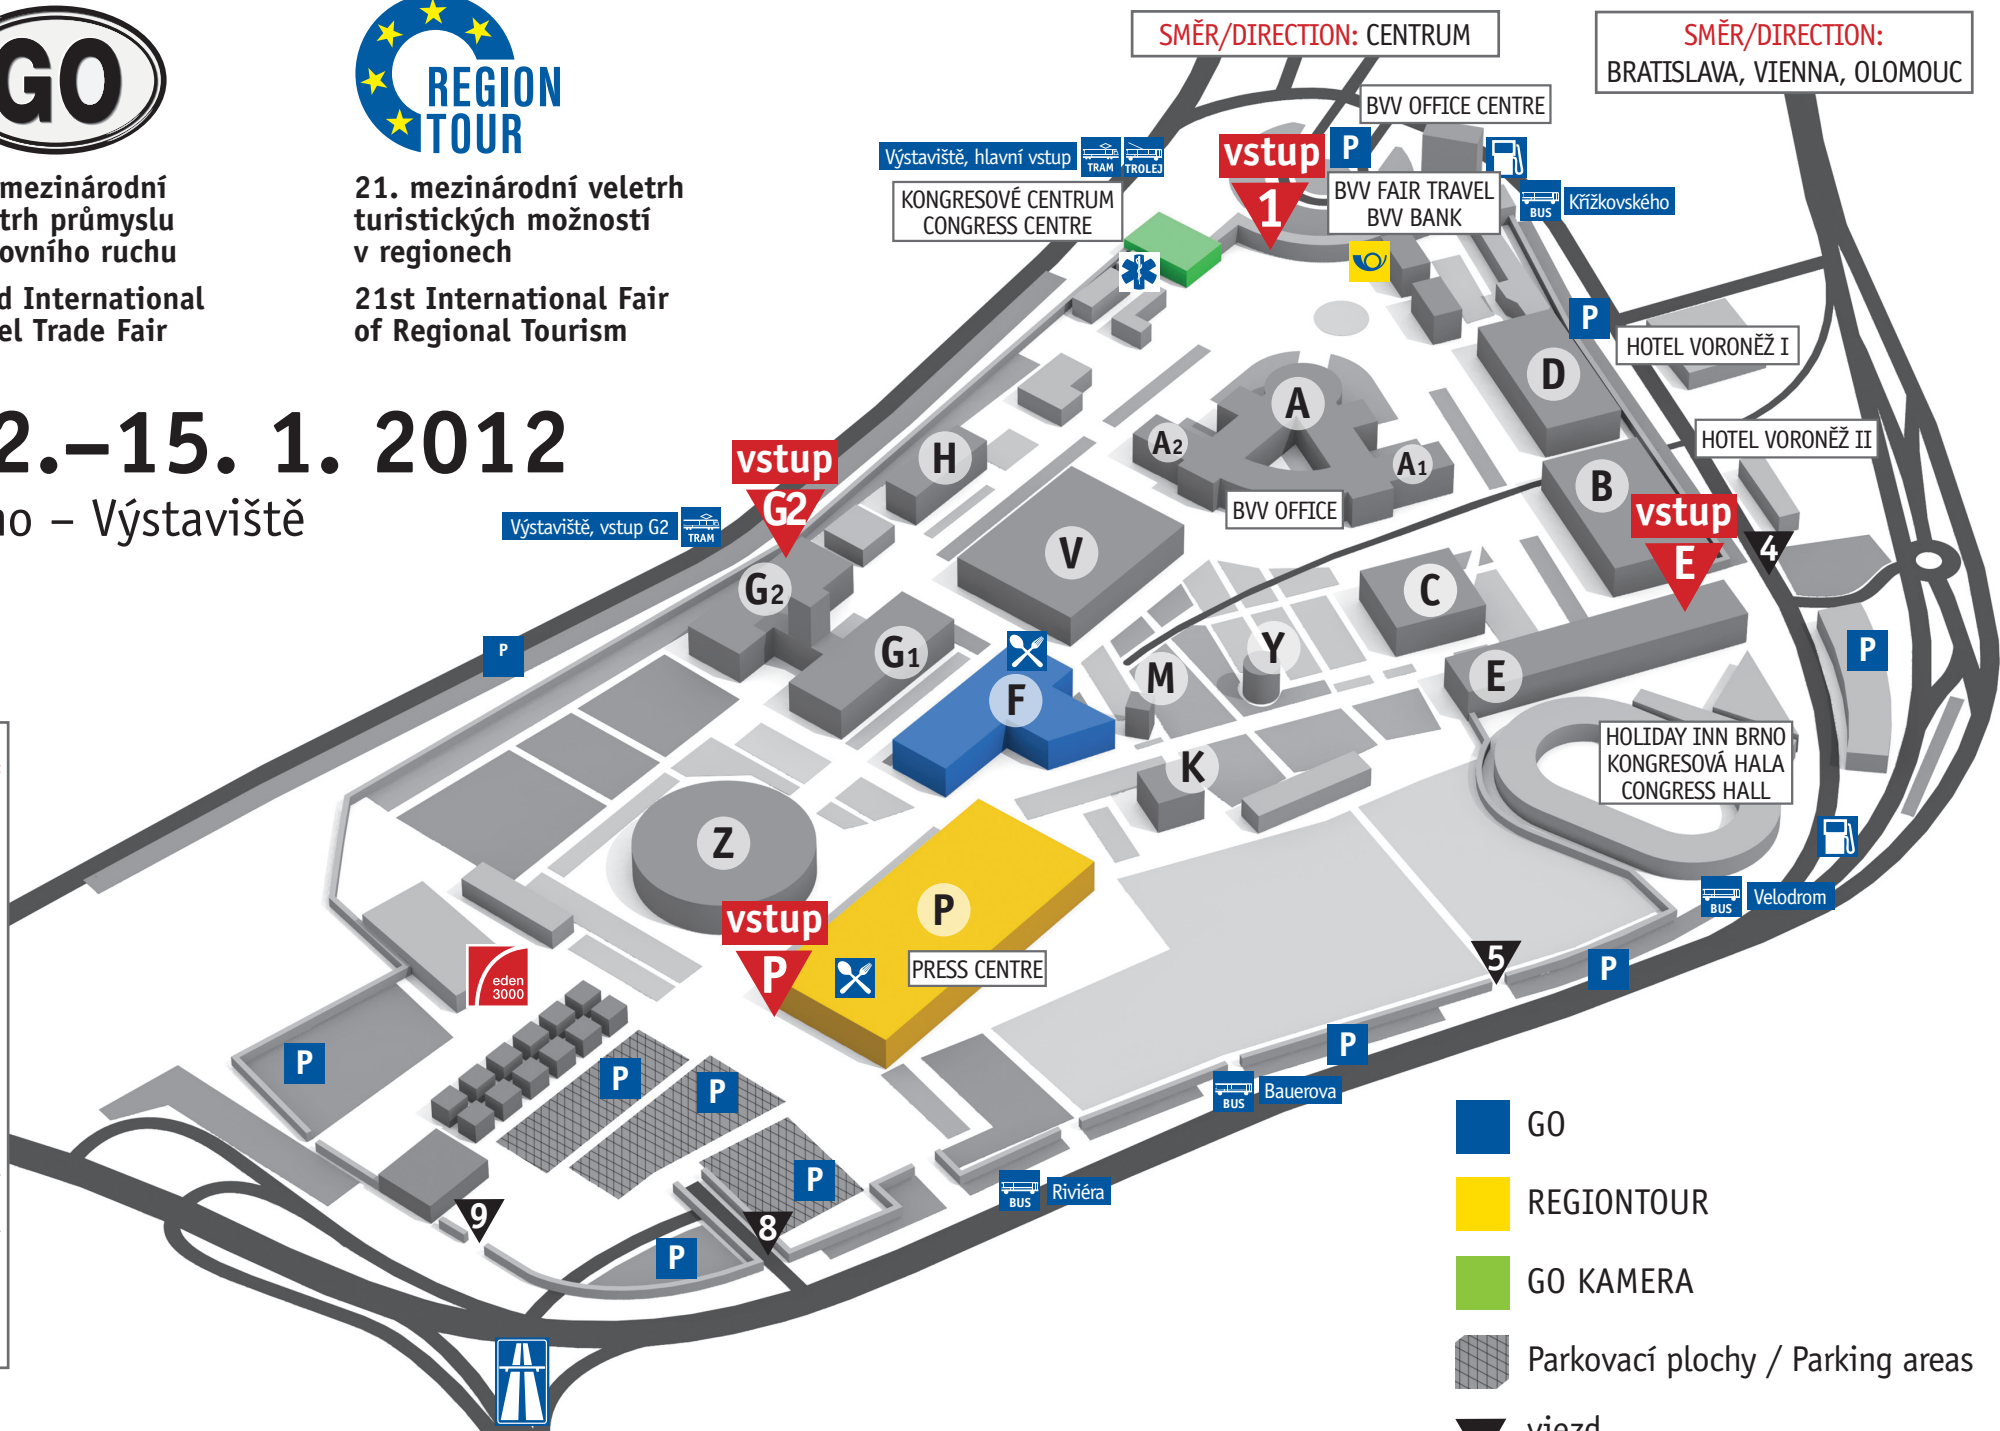 GO
REGION
TOUR
mezinárodní
trh průmyslu
ovního ruchu
d International
el Trade Fair
21. mezinárodní veletrh
turistických možností
v regionech
21st International Fair
of Regional Tourism
2.–15. 1. 2012
no – Výstaviště
SMĚR/DIRECTION: CENTRUM
SMĚR/DIRECTION:
BRATISLAVA, VIENNA, OLOMOUC
BVV OFFICE CENTRE
Výstaviště, hlavní vstup
TRAM
TROLEJ
vstup
1
P
KONGRESOVÉ CENTRUM
CONGRESS CENTRE
BVV FAIR TRAVEL
BVV BANK
BUS
Křížkovského
P
HOTEL VORONĚŽ I
D
A
A2
A1
HOTEL VORONĚŽ II
H
B
vstup
G2
vstup
E
BVV OFFICE
Výstaviště, vstup G2
TRAM
V
4
G2
C
G1
P
P
Y
M
E
F
HOLIDAY INN BRNO
KONGRESOVÁ HALA
CONGRESS HALL
K
Z
BUS
Velodrom
P
vstup
P
PRESS CENTRE
5
P
eden
3000
P
P
P
P
BUS
Bauerova
P
BUS
Riviéra
9
8
P
GO
REGIONTOUR
GO KAMERA
Parkovací plochy / Parking areas
vjezd